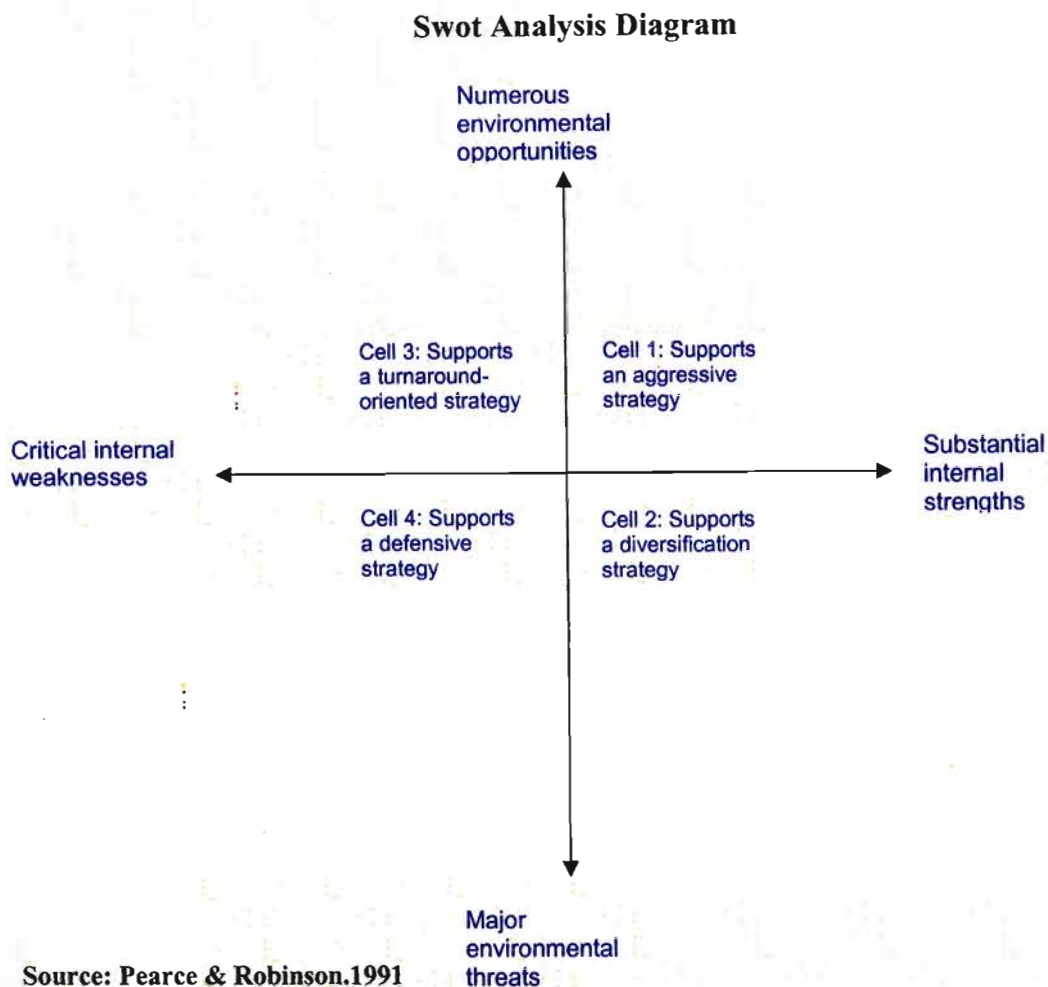 Swot Analysis Diagram
Numerous
environmental
opportunities
Cell 3: Supports
a turnaround-
oriented strategy
Cell 1: Supports
an aggressive
strategy
Critical internal
weaknesses
Substantial
internal
strengths
Cell 4: Supports
a defensive
strategy
Cell 2: Supports
a diversification
strategy
Major
environmental
threats
Source: Pearce & Robinson.1991